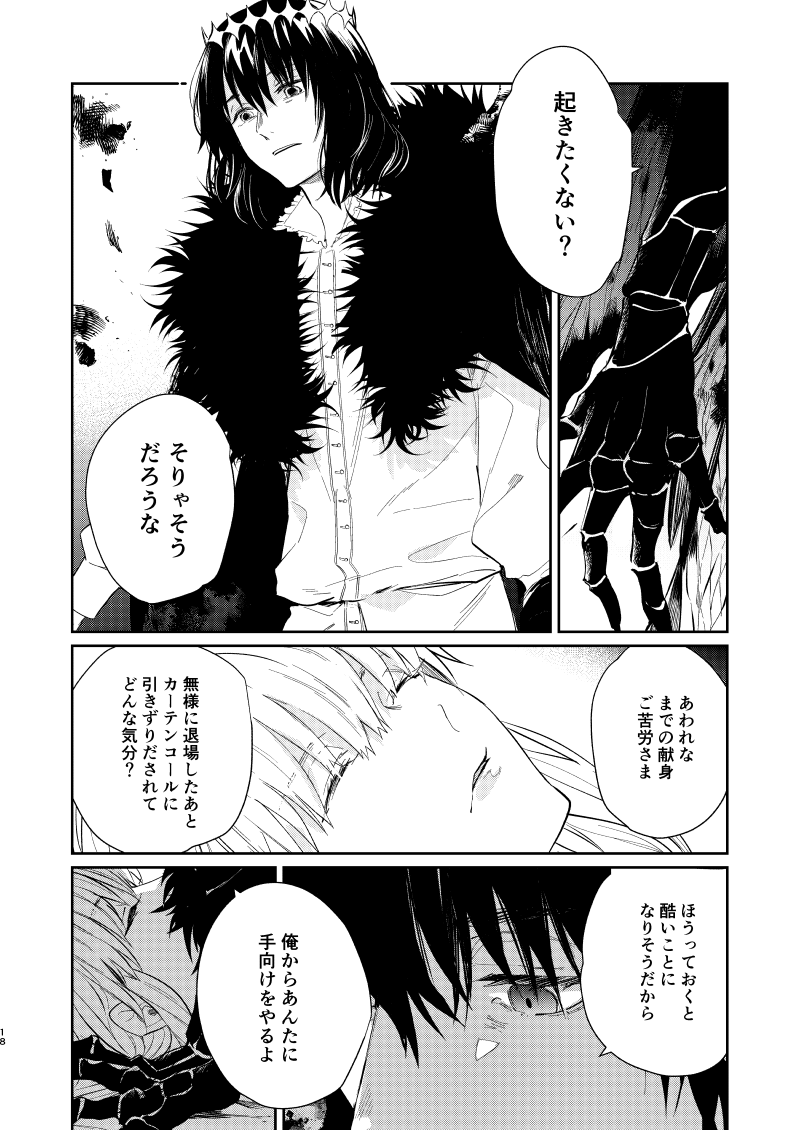 起きたくない？
そりゃそう
だろうな
あわれな
までの献身
ご苦労さま
無様に退場したあと
カーテンコールに
引きずりだされて
どんな気分？
ほうっておくと
酷いことに
なりそうだから
俺からあんたに
手向けをやるよ
18